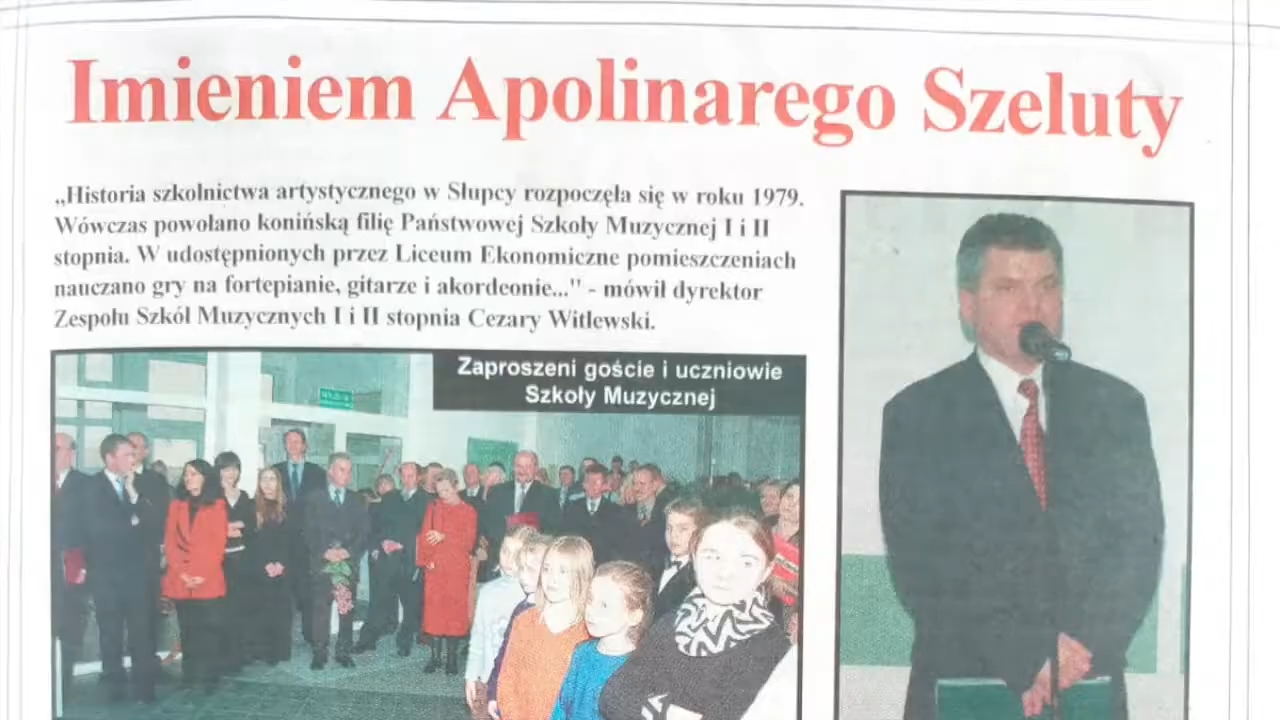 Imieniem Apolinarego Szeluty
„Historia szkolnictwa artystycznego w Słupcy rozpoczęła się w roku 1979.
Wówczas powołano konińską filię Państwowej Szkoły Muzycznej I i II
stopnia. W udostępnionych przez Liceum Ekonomiczne pomieszczeniach
nauczano gry na fortepianie, gitarze i akordeonie..." - mówił dyrektor
Zespołu Szkół Muzycznych I i II stopnia Cezary Witlewski.
Zaproszeni goście i uczniowie
Szkoły Muzycznej